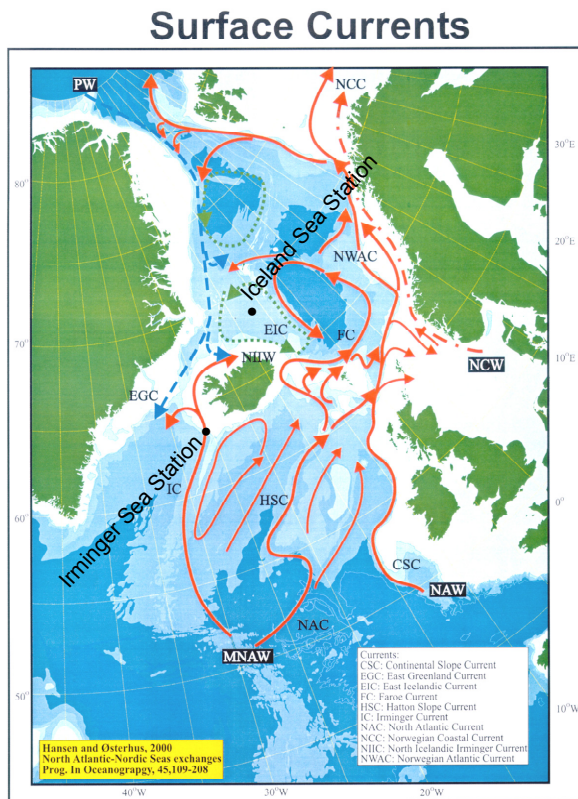 Surface Currents
PW
NCC
30°E
80°
Iceland Sea Station
20°E
NWAC
EIC
FC
70°
NIIW
10°E
NCW
EGC
Irminger Sea Station
IC
HSC
60°
0°
CSC
NAW
NAC
MNAW
50°
10°W
Currents:
CSC: Continental Slope Current
EGC: East Greenland Current
EIC: East Icelandic Current
FC: Faroe Current
HSC: Hatton Slope Current
IC: Irminger Current
NAC: North Atlantic Current
NCC: Norwegian Coastal Current
NIIC: North Icelandic Irminger Current
NWAC: Norwegian Atlantic Current
Hansen and Østerhus, 2000
North Atlantic-Nordic Seas exchanges
Prog. In Oceanograpgy, 45,109-208
40°W
30°W
20°W